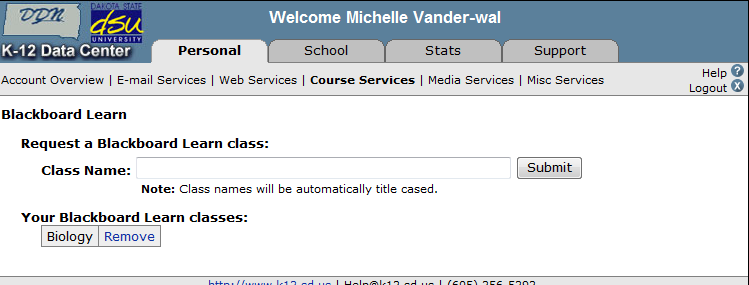 DDN
DAKOTA STATE
dsu
UNIVERSITY
Welcome Michelle Vander-wal
K-12 Data Center
Personal
School
Stats
Support
Account Overview | E-mail Services | Web Services | Course Services | Media Services | Misc Services
Help ?
Logout X
Blackboard Learn
Request a Blackboard Learn class:
Class Name:
Submit
Note: Class names will be automatically title cased.
Your Blackboard Learn classes:
Biology Remove
http://www.k12.sd.us | Help@k12.sd.us | (605) 256-5292